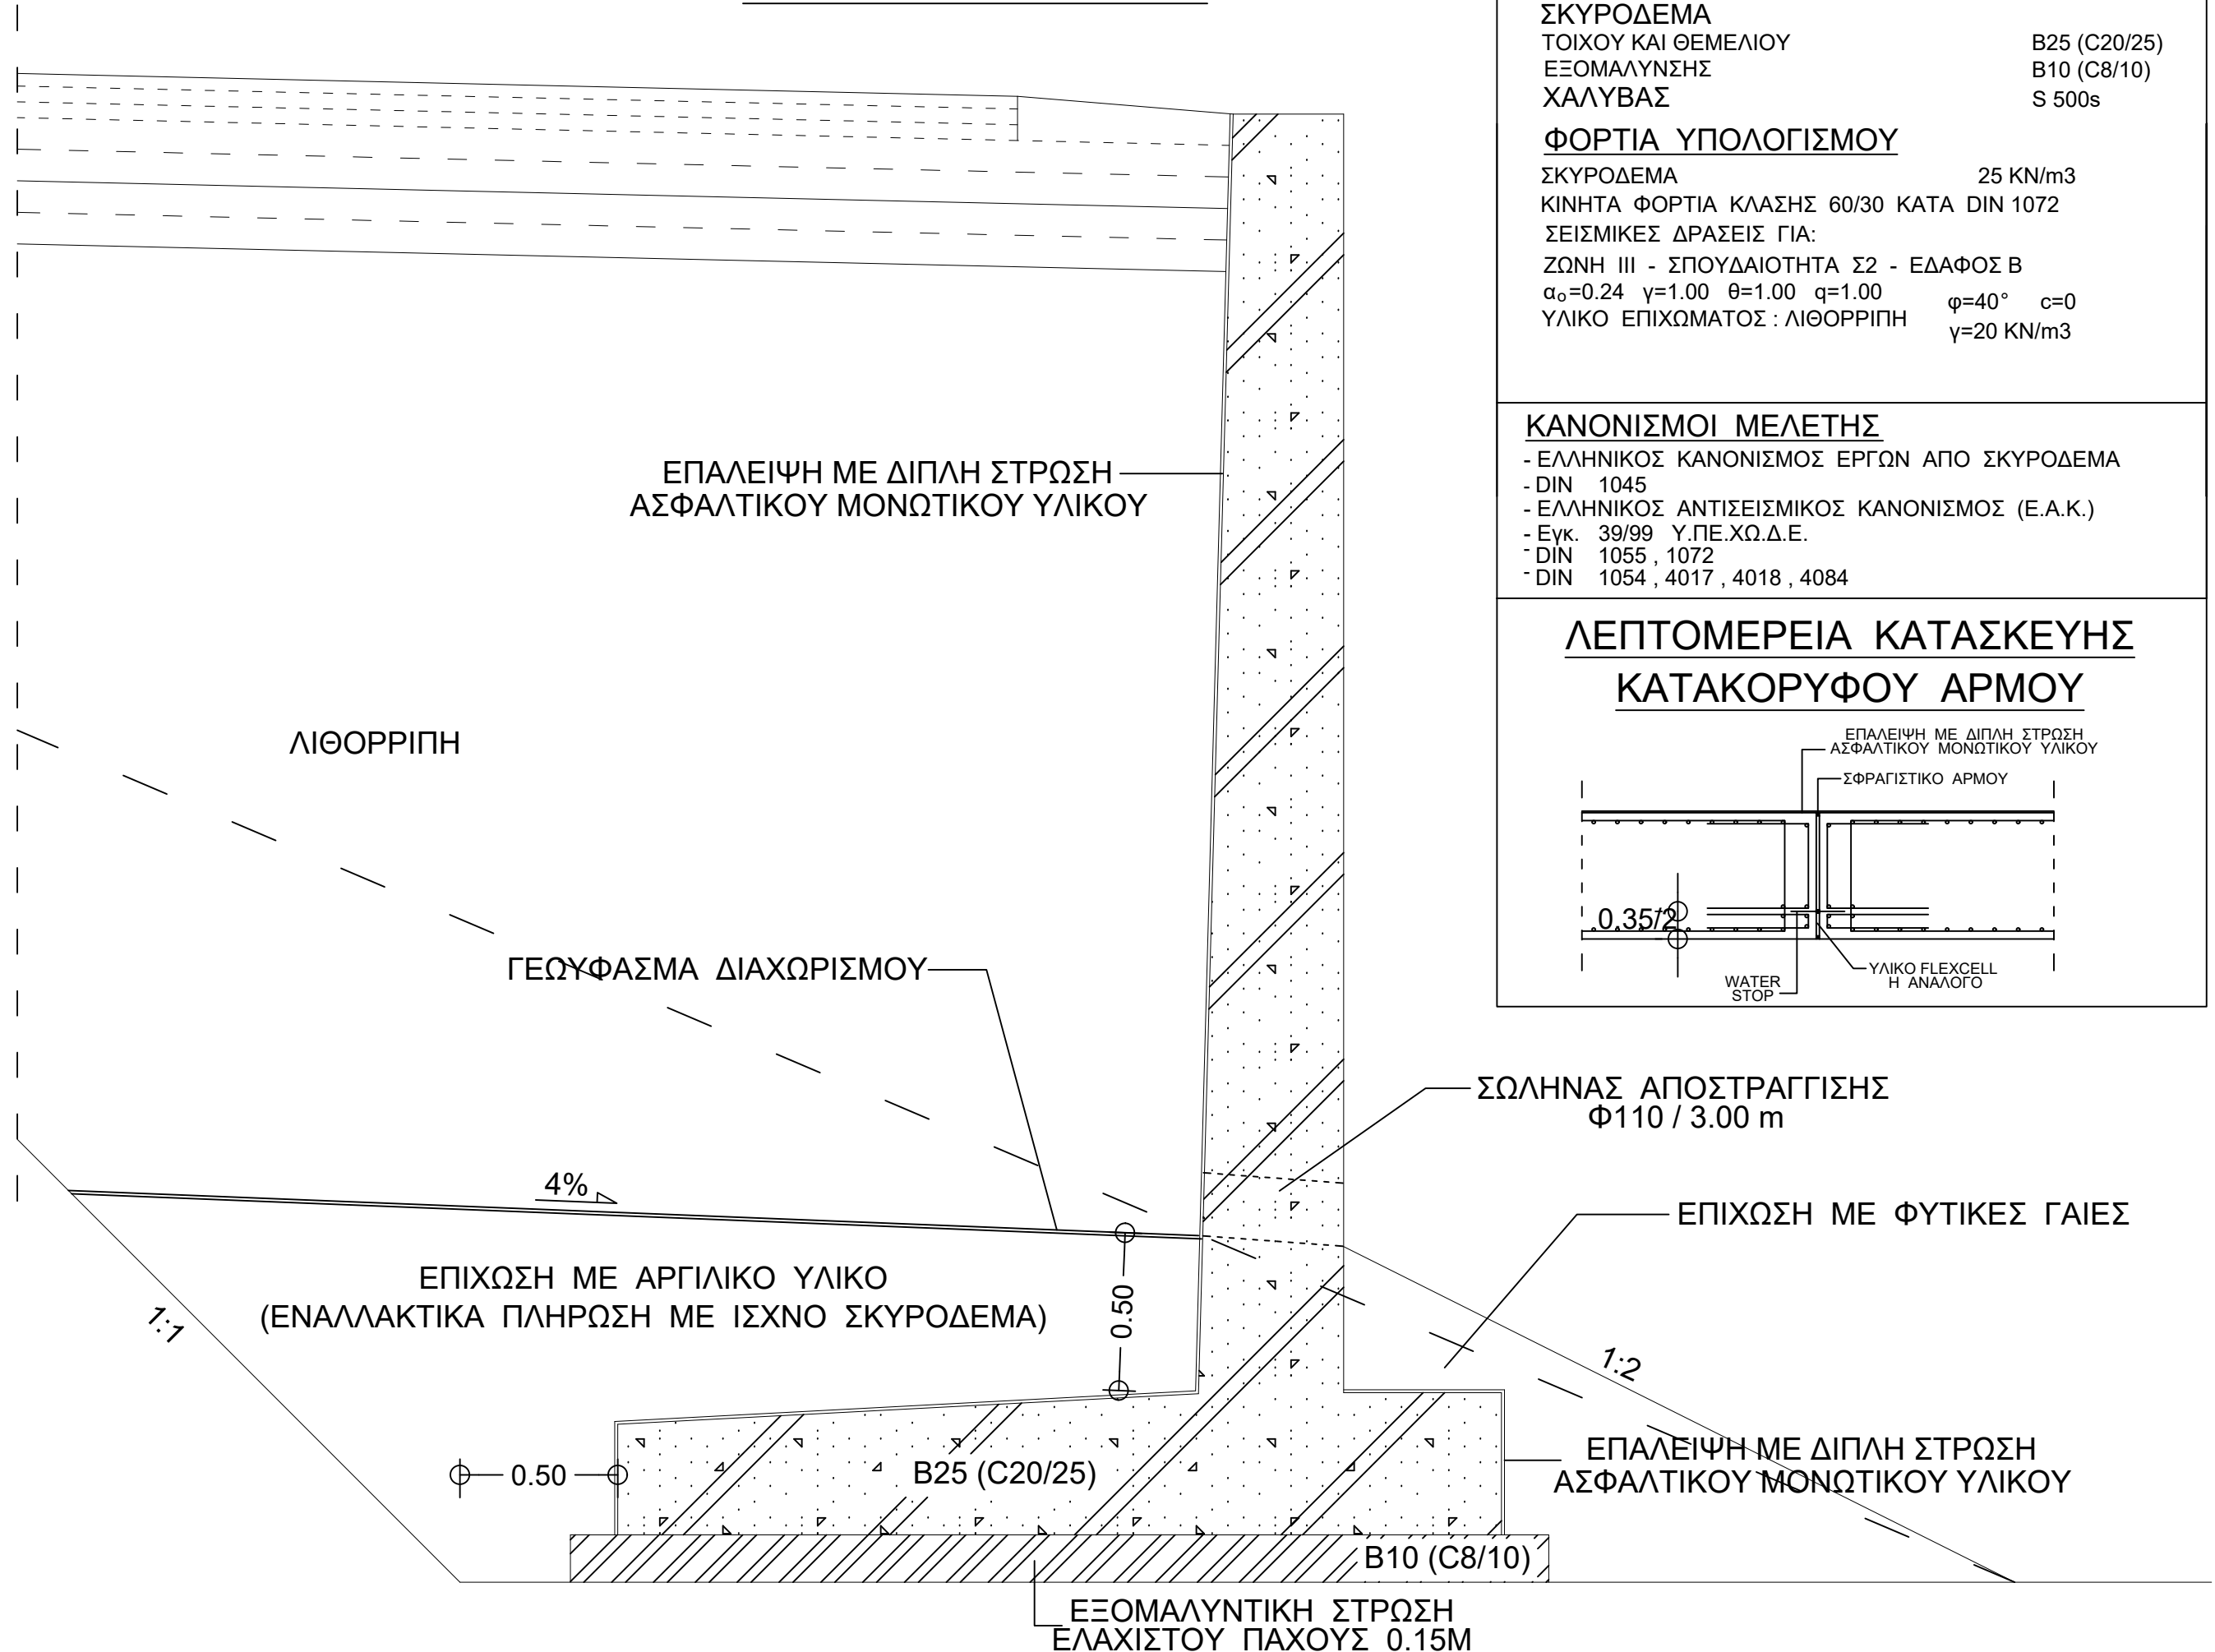 ΣΚΥΡΟΔΕΜΑ
ΤΟΙΧΟΥ ΚΑΙ ΘΕΜΕΛΙΟΥ B25 (C20/25)
ΕΞΟΜΑΛΥΝΣΗΣ B10 (C8/10)
ΧΑΛΥΒΑΣ S 500s
ΦΟΡΤΙΑ ΥΠΟΛΟΓΙΣΜΟΥ
ΣΚΥΡΟΔΕΜΑ 25 KN/m3
ΚΙΝΗΤΑ ΦΟΡΤΙΑ ΚΛΑΣΗΣ 60/30 ΚΑΤΑ DIN 1072
ΣΕΙΣΜΙΚΕΣ ΔΡΑΣΕΙΣ ΓΙΑ:
ΖΩΝΗ ΙΙΙ - ΣΠΟΥΔΑΙΟΤΗΤΑ Σ2 - ΕΔΑΦΟΣ Β
αₒ=0.24 γ=1.00 θ=1.00 q=1.00 φ=40° c=0
ΥΛΙΚΟ ΕΠΙΧΩΜΑΤΟΣ : ΛΙΘΟΡΡΙΠΗ γ=20 KN/m3
ΚΑΝΟΝΙΣΜΟΙ ΜΕΛΕΤΗΣ
- ΕΛΛΗΝΙΚΟΣ ΚΑΝΟΝΙΣΜΟΣ ΕΡΓΩΝ ΑΠΟ ΣΚΥΡΟΔΕΜΑ
- DIN 1045
- ΕΛΛΗΝΙΚΟΣ ΑΝΤΙΣΕΙΣΜΙΚΟΣ ΚΑΝΟΝΙΣΜΟΣ (Ε.Α.Κ.)
- Εγκ. 39/99 Υ.ΠΕ.ΧΩ.Δ.Ε.
- DIN 1055 , 1072
- DIN 1054 , 4017 , 4018 , 4084
ΛΕΠΤΟΜΕΡΕΙΑ ΚΑΤΑΣΚΕΥΗΣ
ΚΑΤΑΚΟΡΥΦΟΥ ΑΡΜΟΥ
ΕΠΑΛΕΙΨΗ ΜΕ ΔΙΠΛΗ ΣΤΡΩΣΗ
ΑΣΦΑΛΤΙΚΟΥ ΜΟΝΩΤΙΚΟΥ ΥΛΙΚΟΥ
ΣΦΡΑΓΙΣΤΙΚΟ ΑΡΜΟΥ
0.35/2
WATER
STOP
ΥΛΙΚΟ FLEXCELL
Η ΑΝΑΛΟΓΟ
ΕΠΑΛΕΙΨΗ ΜΕ ΔΙΠΛΗ ΣΤΡΩΣΗ
ΑΣΦΑΛΤΙΚΟΥ ΜΟΝΩΤΙΚΟΥ ΥΛΙΚΟΥ
ΛΙΘΟΡΡΙΠΗ
ΓΕΩΥΦΑΣΜΑ ΔΙΑΧΩΡΙΣΜΟΥ
ΣΩΛΗΝΑΣ ΑΠΟΣΤΡΑΓΓΙΣΗΣ
Φ110 / 3.00 m
4%
ΕΠΙΧΩΣΗ ΜΕ ΦΥΤΙΚΕΣ ΓΑΙΕΣ
ΕΠΙΧΩΣΗ ΜΕ ΑΡΓΙΛΙΚΟ ΥΛΙΚΟ
(ΕΝΑΛΛΑΚΤΙΚΑ ΠΛΗΡΩΣΗ ΜΕ ΙΣΧΝΟ ΣΚΥΡΟΔΕΜΑ)
0.50
1:1
1:2
0.50
B25 (C20/25)
ΕΠΑΛΕΙΨΗ ΜΕ ΔΙΠΛΗ ΣΤΡΩΣΗ
ΑΣΦΑΛΤΙΚΟΥ ΜΟΝΩΤΙΚΟΥ ΥΛΙΚΟΥ
B10 (C8/10)
ΕΞΟΜΑΛΥΝΤΙΚΗ ΣΤΡΩΣΗ
ΕΛΑΧΙΣΤΟΥ ΠΑΧΟΥΣ 0.15Μ